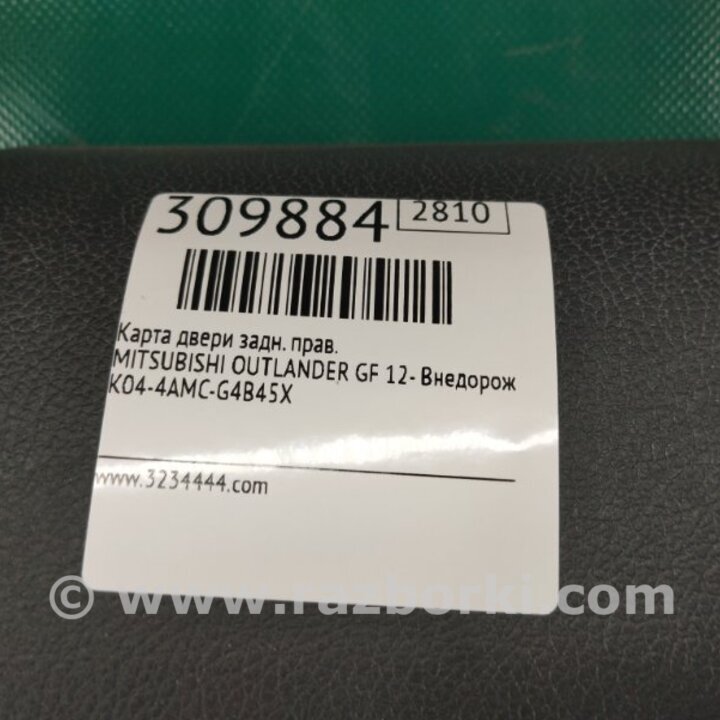 309884 2810
Карта двери задн. прав.
MITSUBISHI OUTLANDER GF 12- Внедорож
K04-4AMC-G4B45X
www.3234444.com
© www.razborki.com